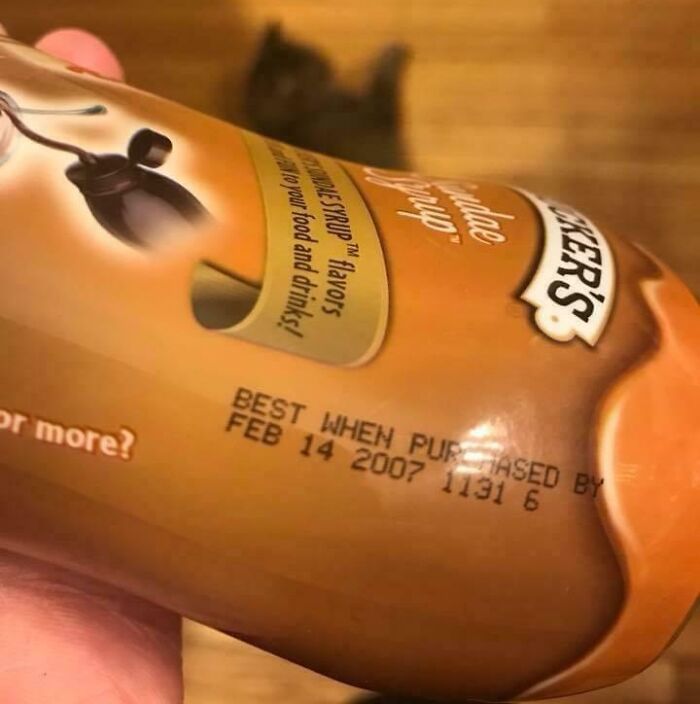 CKER'S
Syrup™
SUNDAE SYRUP™ flavors
to your food and drinks!
or more?
BEST WHEN PURCHASED BY
FEB 14 2007 1131 6